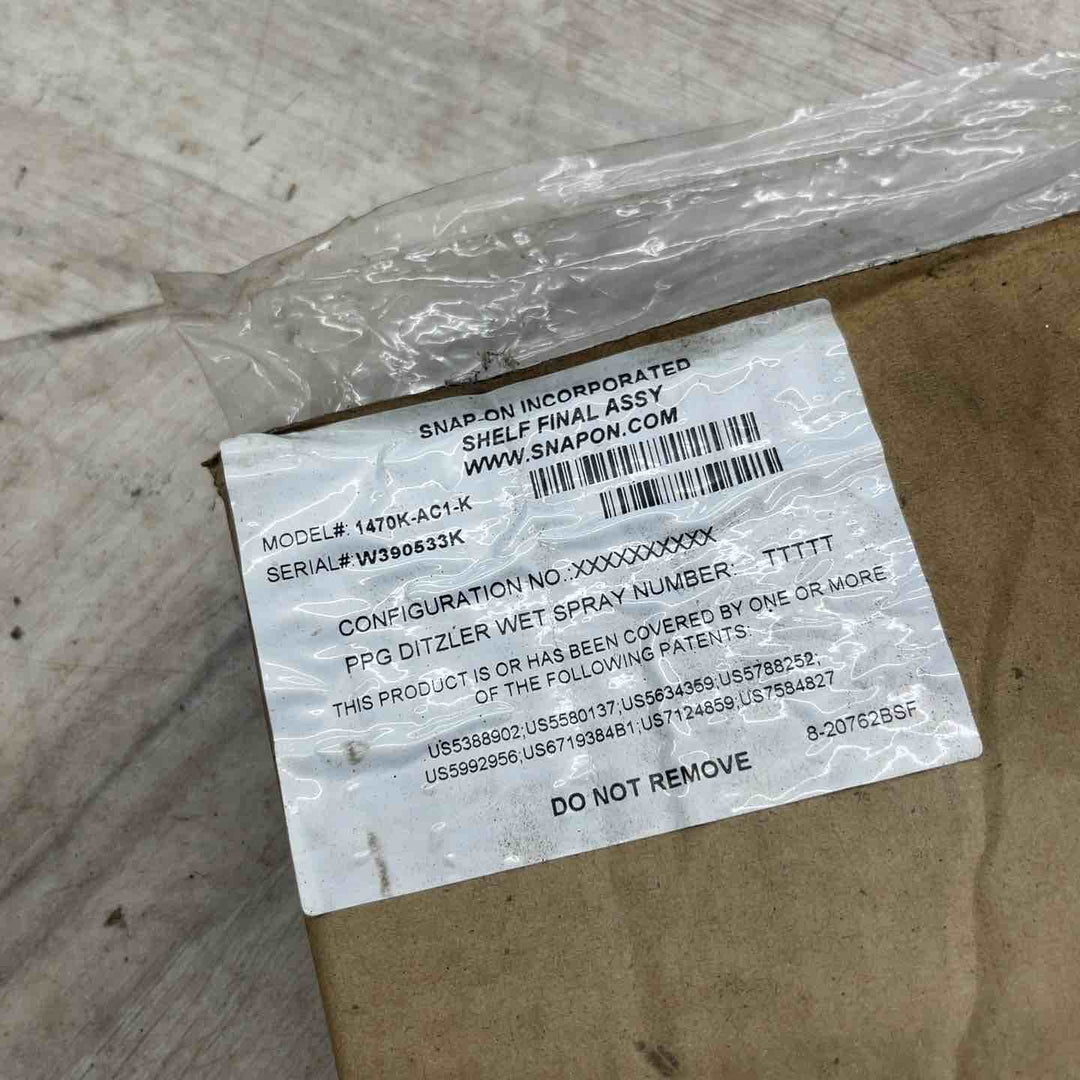 SNAP-ON INCORPORATED
SHELF FINAL ASSY
WWW.SNAPON.COM
MODEL#: 1470K-AC1-K
SERIAL#:W390533K
CONFIGURATION NO.:XXXXXXXXXX
PPG DITZLER WET SPRAY NUMBER: TTTTT
THIS PRODUCT IS OR HAS BEEN COVERED BY ONE OR MORE
OF THE FOLLOWING PATENTS:
US5388902;US5580137;US5634359;US5788252;
US5992956;US6719384B1;US7124859;US7584827
8-20762BSF
DO NOT REMOVE